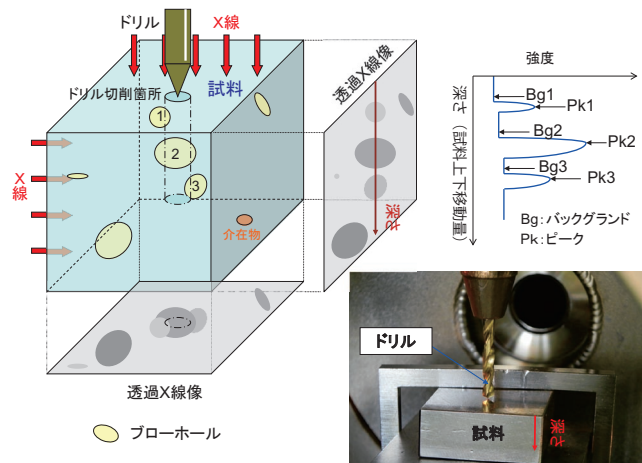 ドリル
X線
ドリル切削箇所
試料
1
2
3
X線
介在物
透過X線像
深さ
透過X線像
ブローホール
強度
深さ（試料上下移動量）
Bg1
Pk1
Bg2
Pk2
Bg3
Pk3
Bg：バックグランド
Pk：ピーク
ドリル
試料
深さ